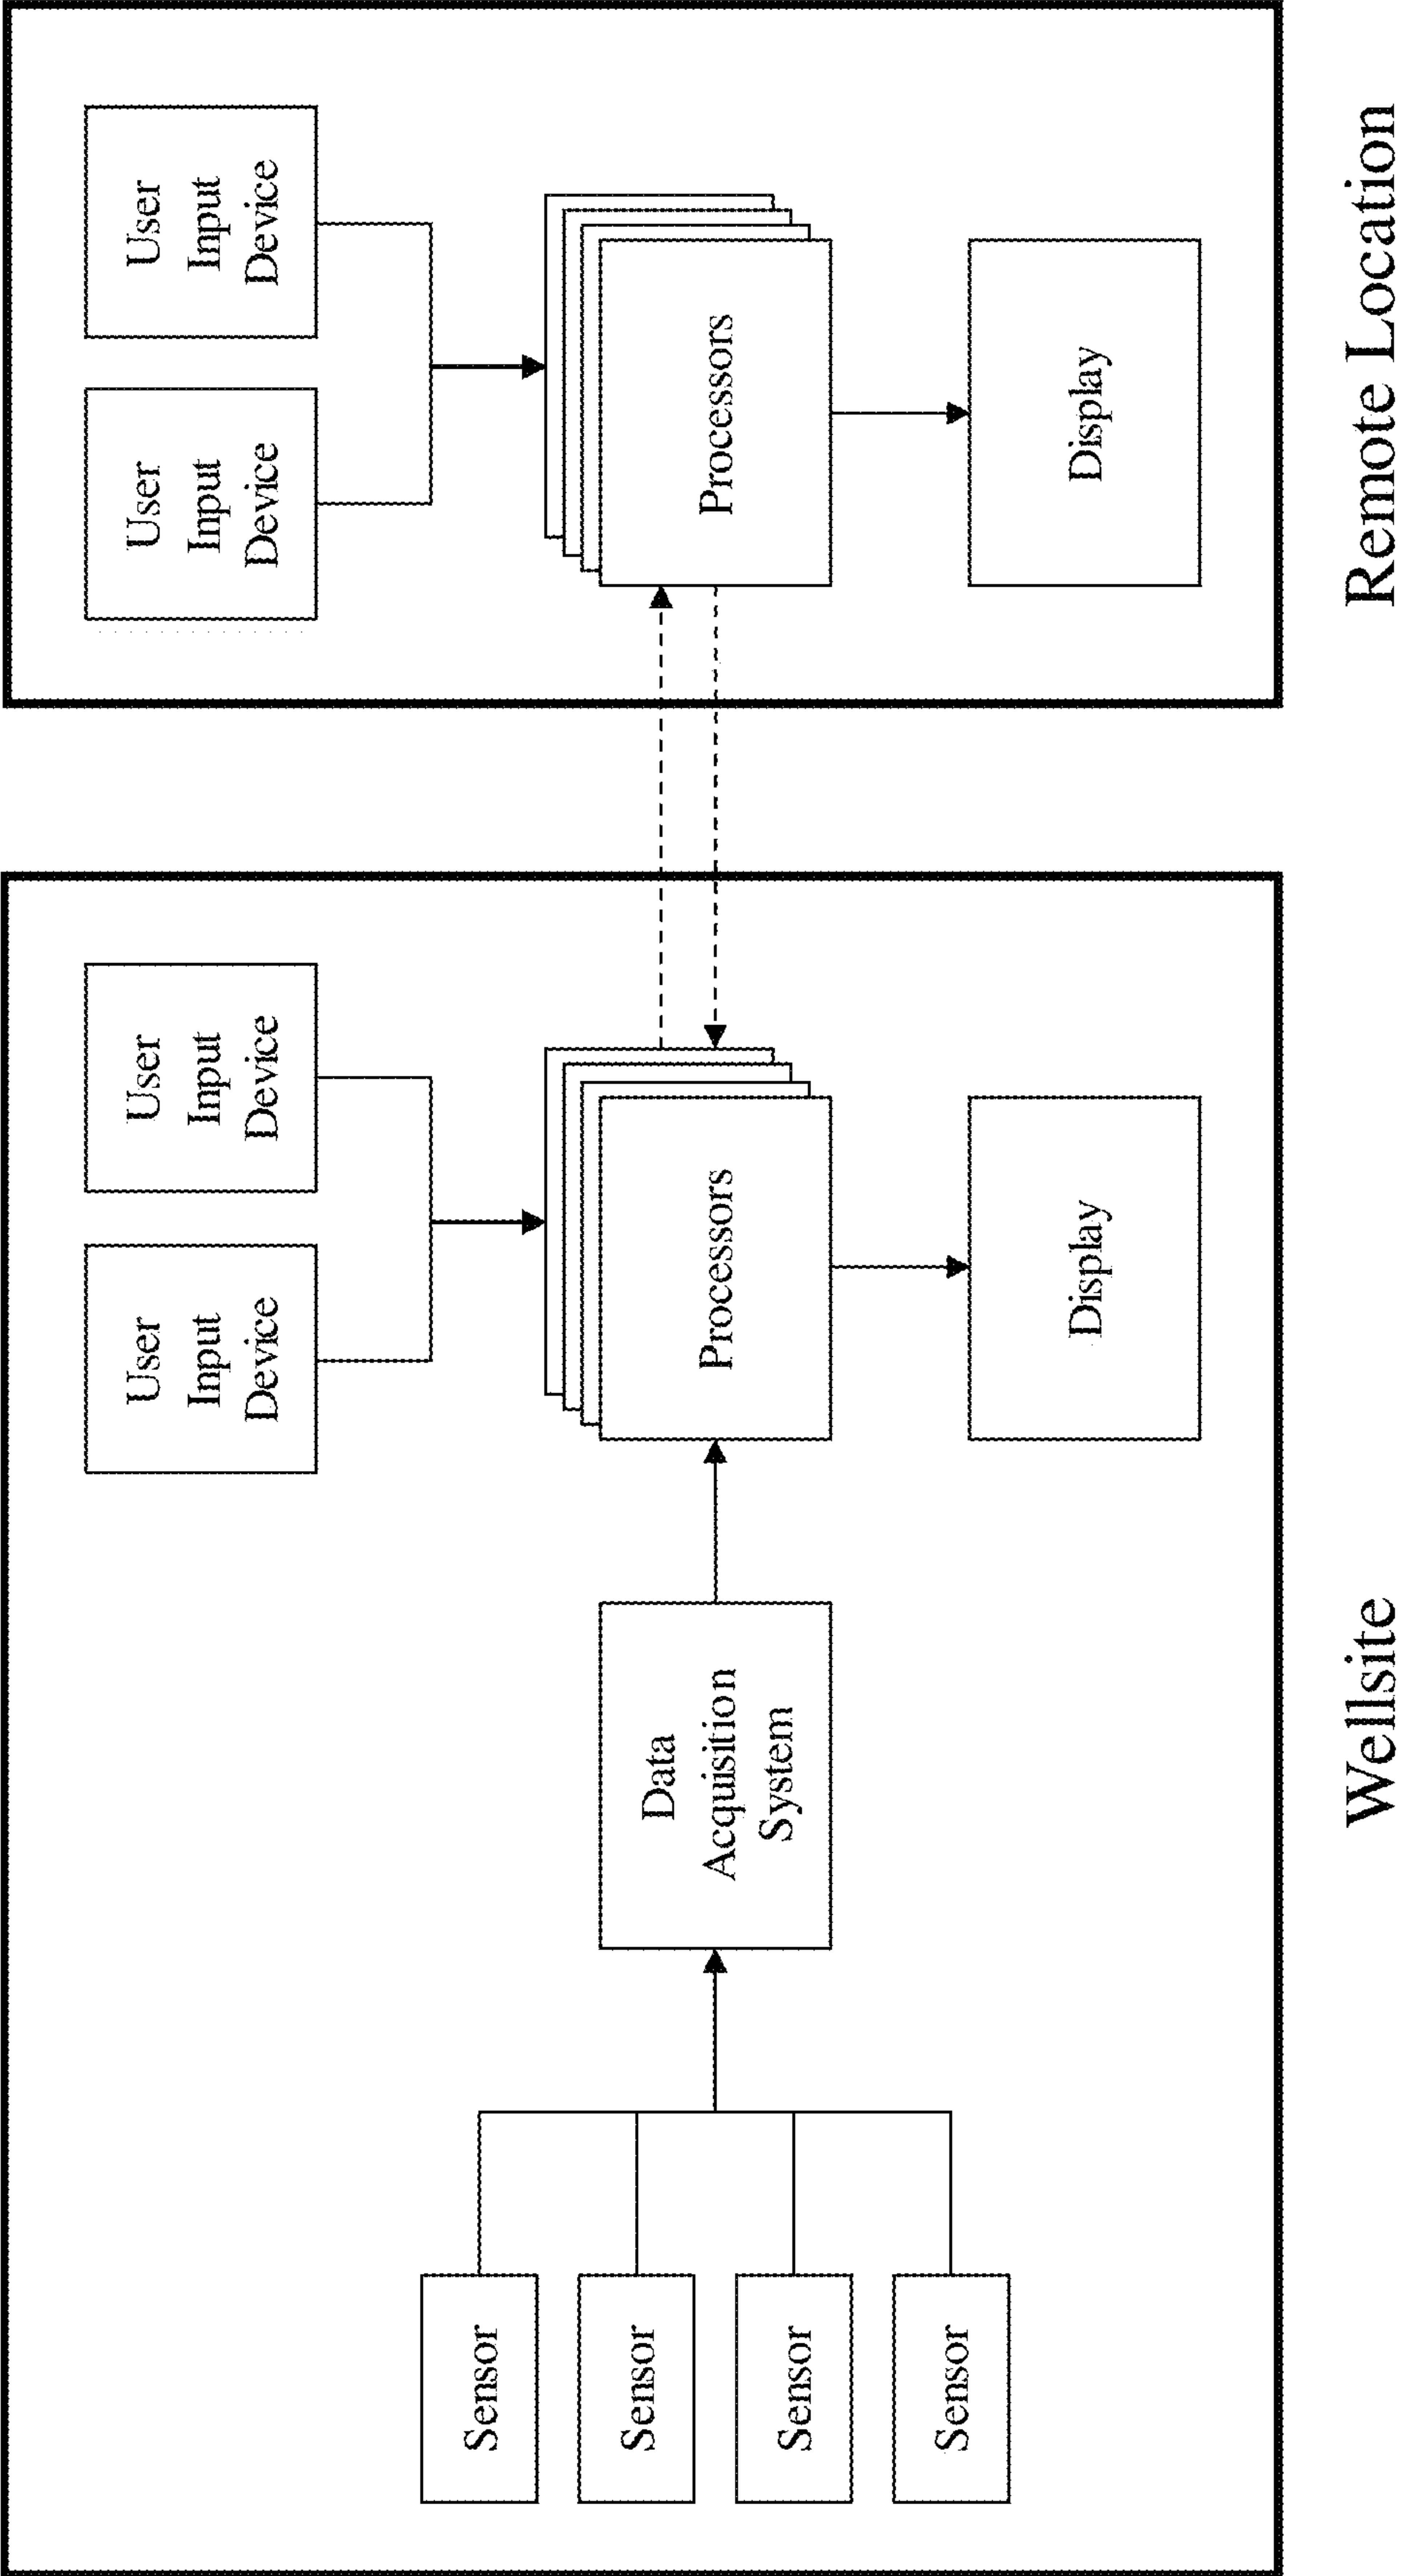 User
Input
Device
User
Input
Device
User
Input
Device
User
Input
Device
Sensor
Sensor
Sensor
Sensor
Data
Acquisition
System
Processors
Processors
Display
Display
Wellsite
Remote Location